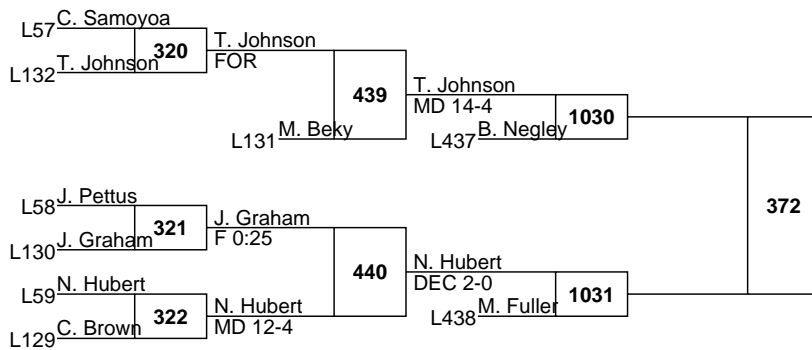 C. Samoyoa
L57
320
T. Johnson
L132
T. Johnson
FOR
439
M. Beky
L131
T. Johnson
MD 14-4
1030
B. Negley
L437
372
J. Pettus
L58
321
J. Graham
L130
J. Graham
F 0:25
440
N. Hubert
L59
322
C. Brown
L129
N. Hubert
MD 12-4
N. Hubert
DEC 2-0
1031
M. Fuller
L438